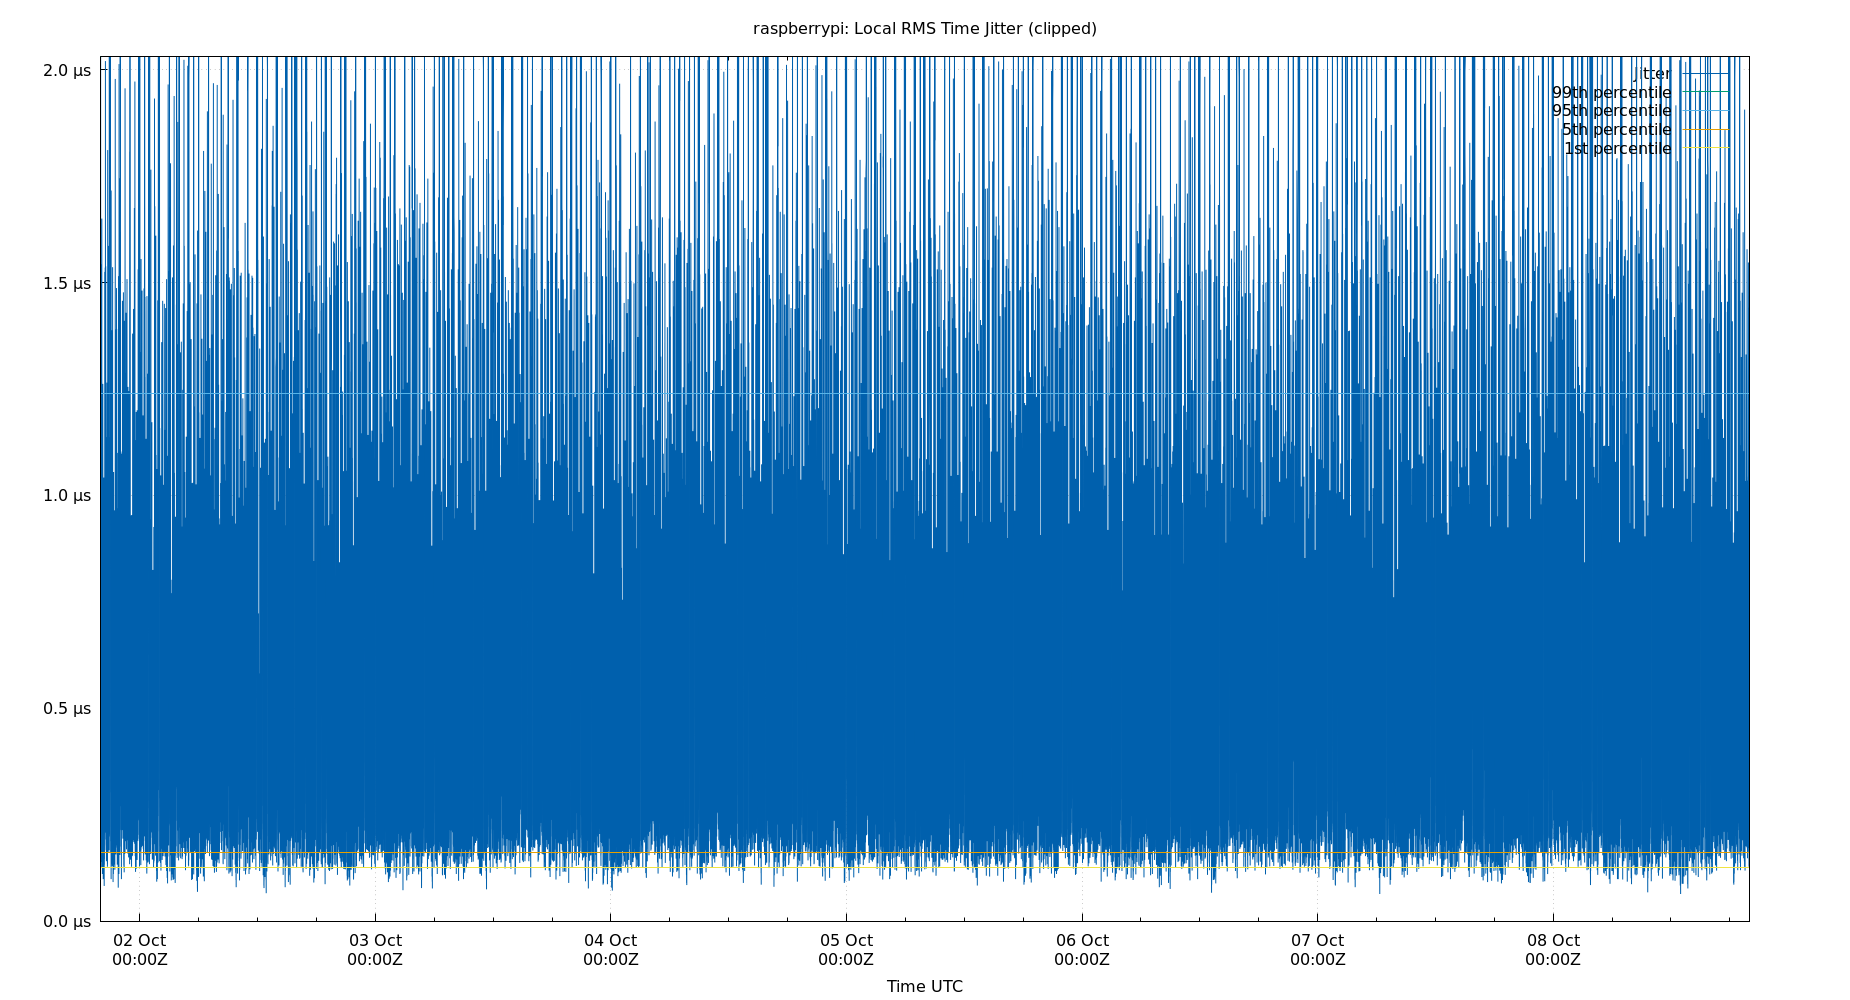 raspberrypi: Local RMS Time Jitter (clipped)
2.0 µs
1.5 µs
1.0 µs
0.5 µs
0.0 µs
jitter
99th percentile
95th percentile
5th percentile
1st percentile
02 Oct
00:00Z
03 Oct
00:00Z
04 Oct
00:00Z
05 Oct
00:00Z
06 Oct
00:00Z
07 Oct
00:00Z
08 Oct
00:00Z
Time UTC